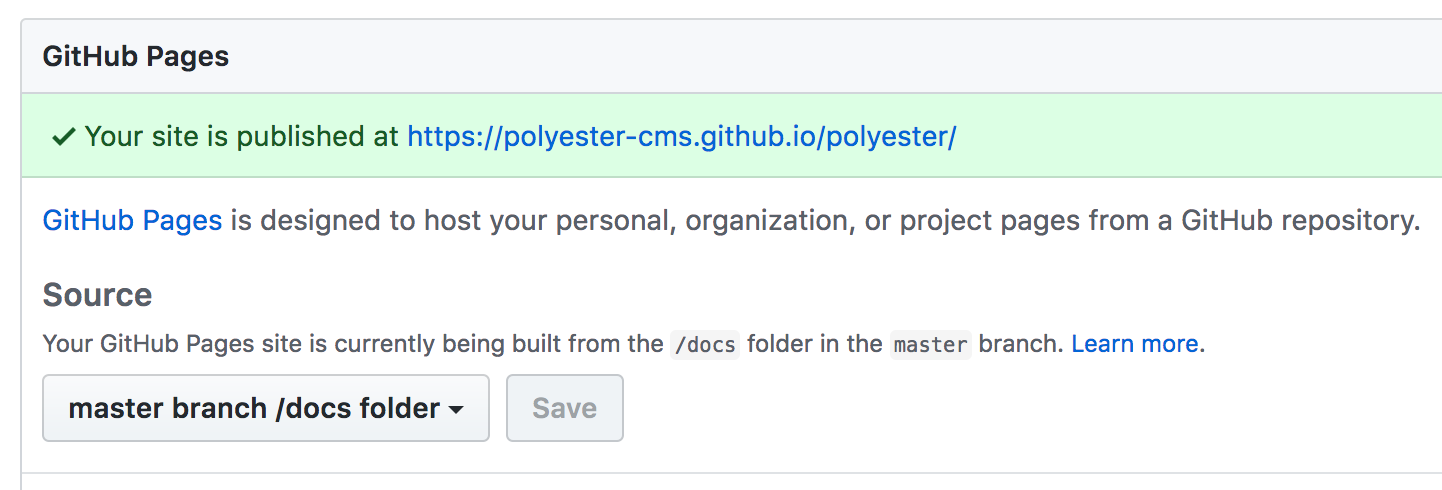 GitHub Pages
Your site is published at https://polyester-cms.github.io/polyester/
GitHub Pages is designed to host your personal, organization, or project pages from a GitHub repository.
Source
Your GitHub Pages site is currently being built from the /docs folder in the master branch. Learn more.
master branch /docs folder Save